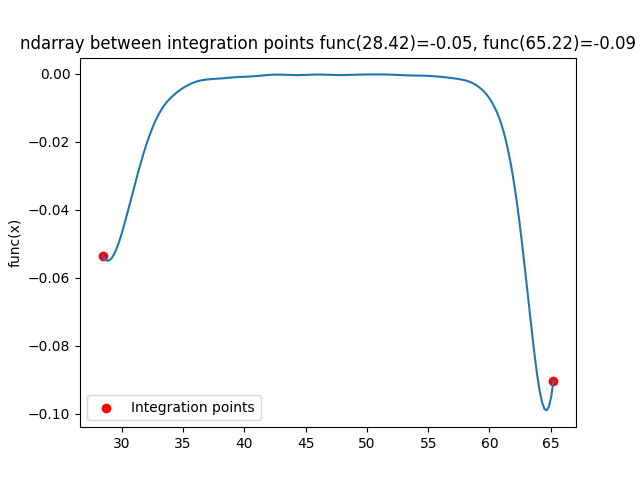 ndarray between integration points func(28.42)=-0.05, func(65.22)=-0.09
0.00
−0.02
−0.04
−0.06
−0.08
−0.10
func(x)
Integration points
30 35 40 45 50 55 60 65